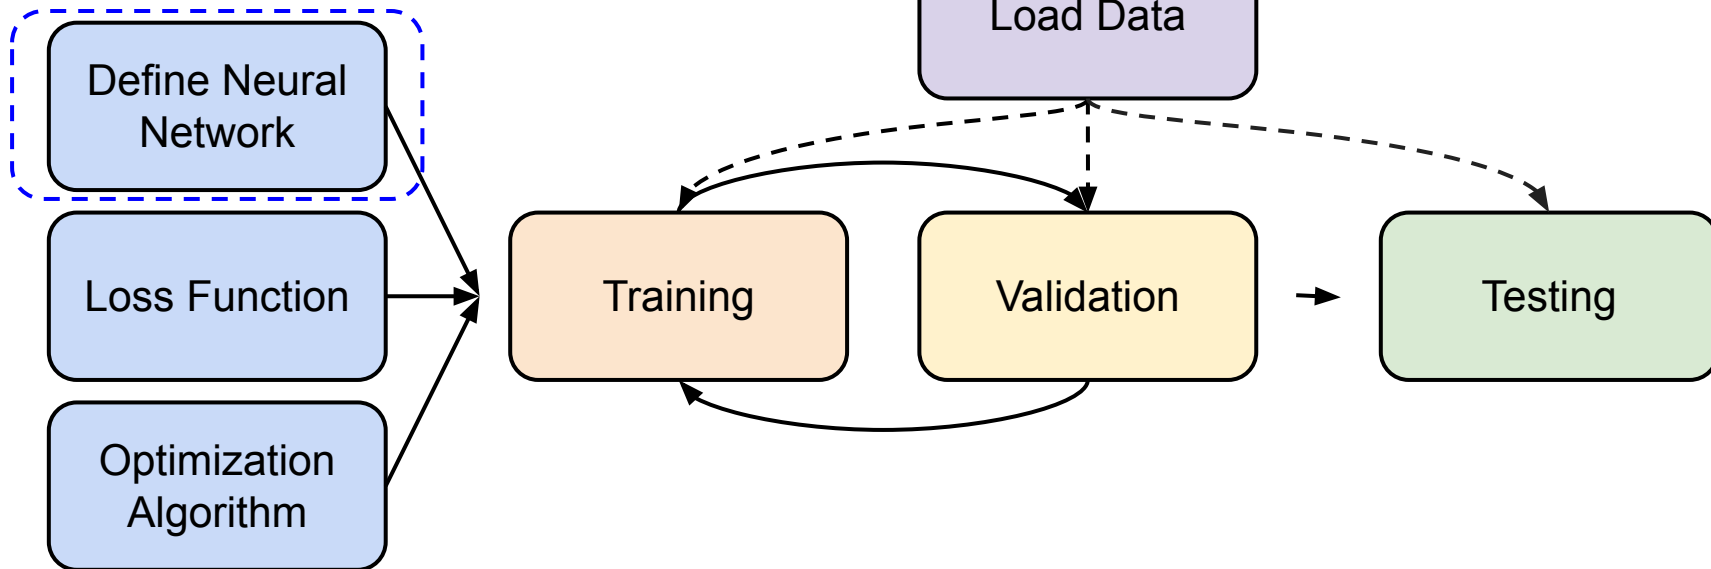 Load Data
Define Neural
Network
Loss Function
Training
Validation
Testing
Optimization
Algorithm